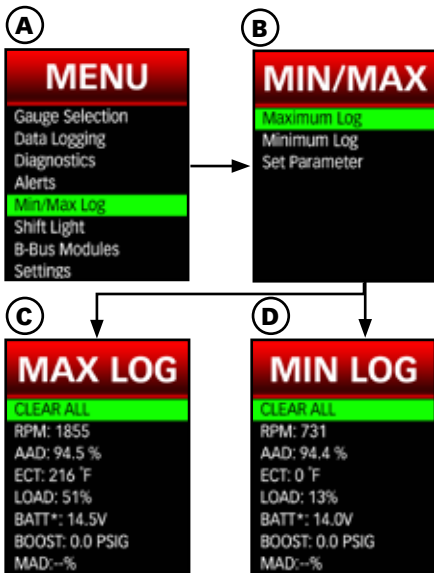 A
MENU
Gauge Selection
Data Logging
Diagnostics
Alerts
Min/Max Log
Shift Light
B-Bus Modules
Settings
B
MIN/MAX
Maximum Log
Minimum Log
Set Parameter
C
MAX LOG
CLEAR ALL
RPM: 1855
AAD: 94.5 %
ECT: 216 °F
LOAD: 51%
BATT*: 14.5V
BOOST: 0.0 PSIG
MAD:--%
D
MIN LOG
CLEAR ALL
RPM: 731
AAD: 94.4 %
ECT: 0 °F
LOAD: 13%
BATT*: 14.0V
BOOST: 0.0 PSIG
MAD:--%